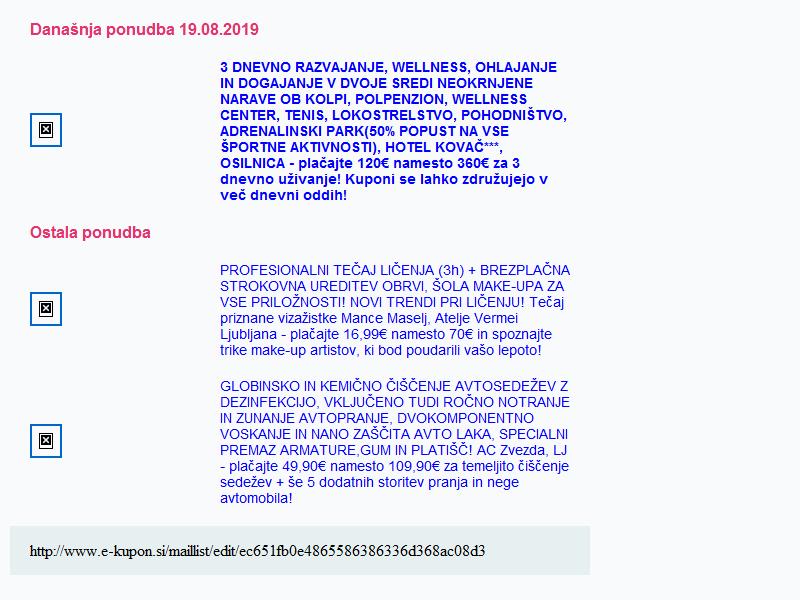 Današnja ponudba 19.08.2019
3 DNEVNO RAZVAJANJE, WELLNESS, OHLAJANJE
IN DOGAJANJE V DVOJE SREDI NEOKRNJENE
NARAVE OB KOLPI, POLPENZION, WELLNESS
CENTER, TENIS, LOKOSTRELSTVO, POHODNIŠTVO,
ADRENALINSKI PARK(50% POPUST NA VSE
ŠPORTNE AKTIVNOSTI), HOTEL KOVAČ***,
OSILNICA - plačajte 120€ namesto 360€ za 3
dnevno uživanje! Kuponi se lahko združujejo v
več dnevni oddih!
Ostala ponudba
PROFESIONALNI TEČAJ LIČENJA (3h) + BREZPLAČNA
STROKOVNA UREDITEV OBRVI, ŠOLA MAKE-UPA ZA
VSE PRILOŽNOSTI! NOVI TRENDI PRI LIČENJU! Tečaj
priznane vizažistke Mance Maselj, Atelje Vermei
Ljubljana - plačajte 16,99€ namesto 70€ in spoznajte
trike make-up artistov, ki bod poudarili vašo lepoto!
GLOBINSKO IN KEMIČNO ČIŠČENJE AVTOSEDEŽEV Z
DEZINFEKCIJO, VKLJUČENO TUDI ROČNO NOTRANJE
IN ZUNANJE AVTOPRANJE, DVOKOMPONENTNO
VOSKANJE IN NANO ZAŠČITA AVTO LAKA, SPECIALNI
PREMAZ ARMATURE,GUM IN PLATIŠČ! AC Zvezda, LJ
- plačajte 49,90€ namesto 109,90€ za temeljito čiščenje
sedežev + še 5 dodatnih storitev pranja in nege
avtomobila!
http://www.e-kupon.si/maillist/edit/ec651fb0e4865586386336d368ac08d3